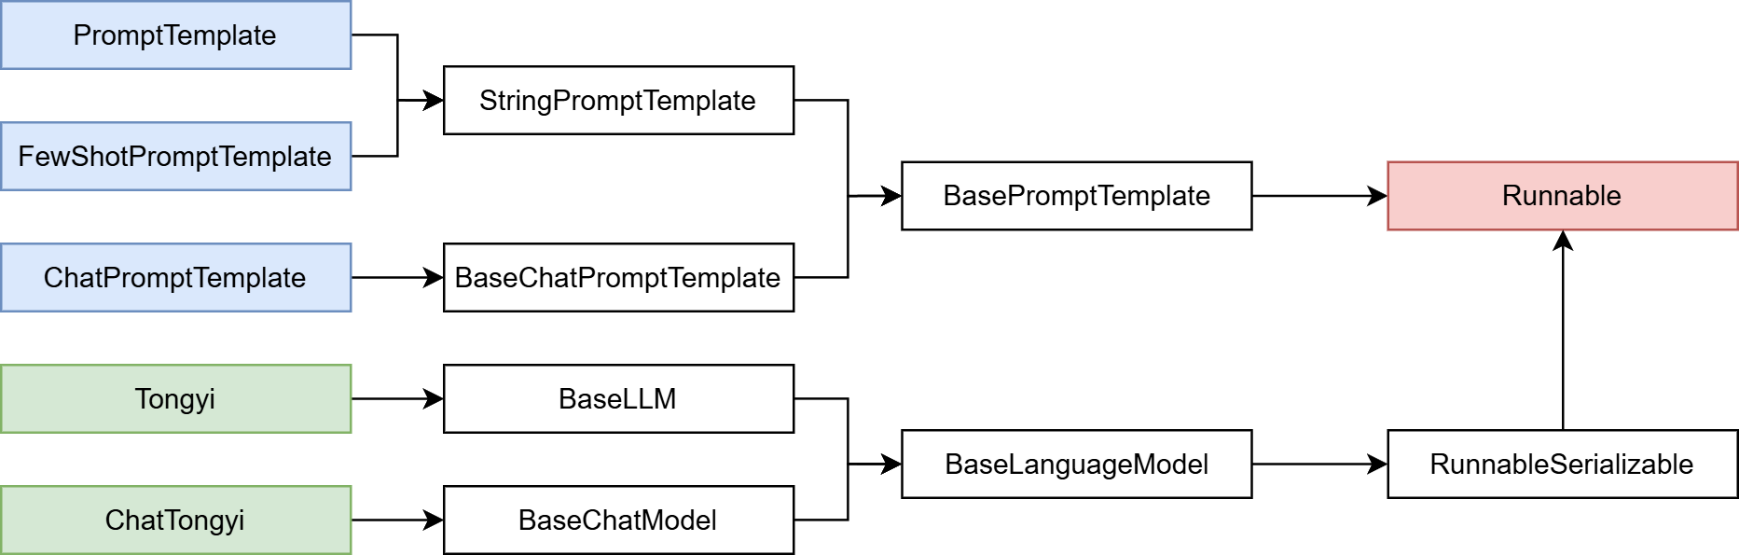 PromptTemplate
FewShotPromptTemplate
ChatPromptTemplate
Tongyi
ChatTongyi
StringPromptTemplate
BaseChatPromptTemplate
BaseLLM
BaseChatModel
BasePromptTemplate
BaseLanguageModel
Runnable
RunnableSerializable